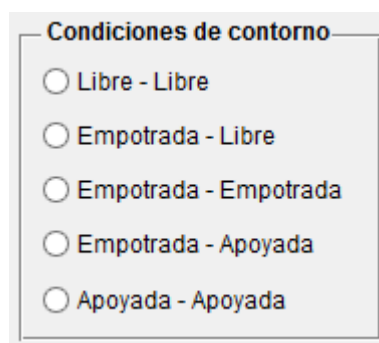 Condiciones de contorno
Libre - Libre
Empotrada - Libre
Empotrada - Empotrada
Empotrada - Apoyada
Apoyada - Apoyada